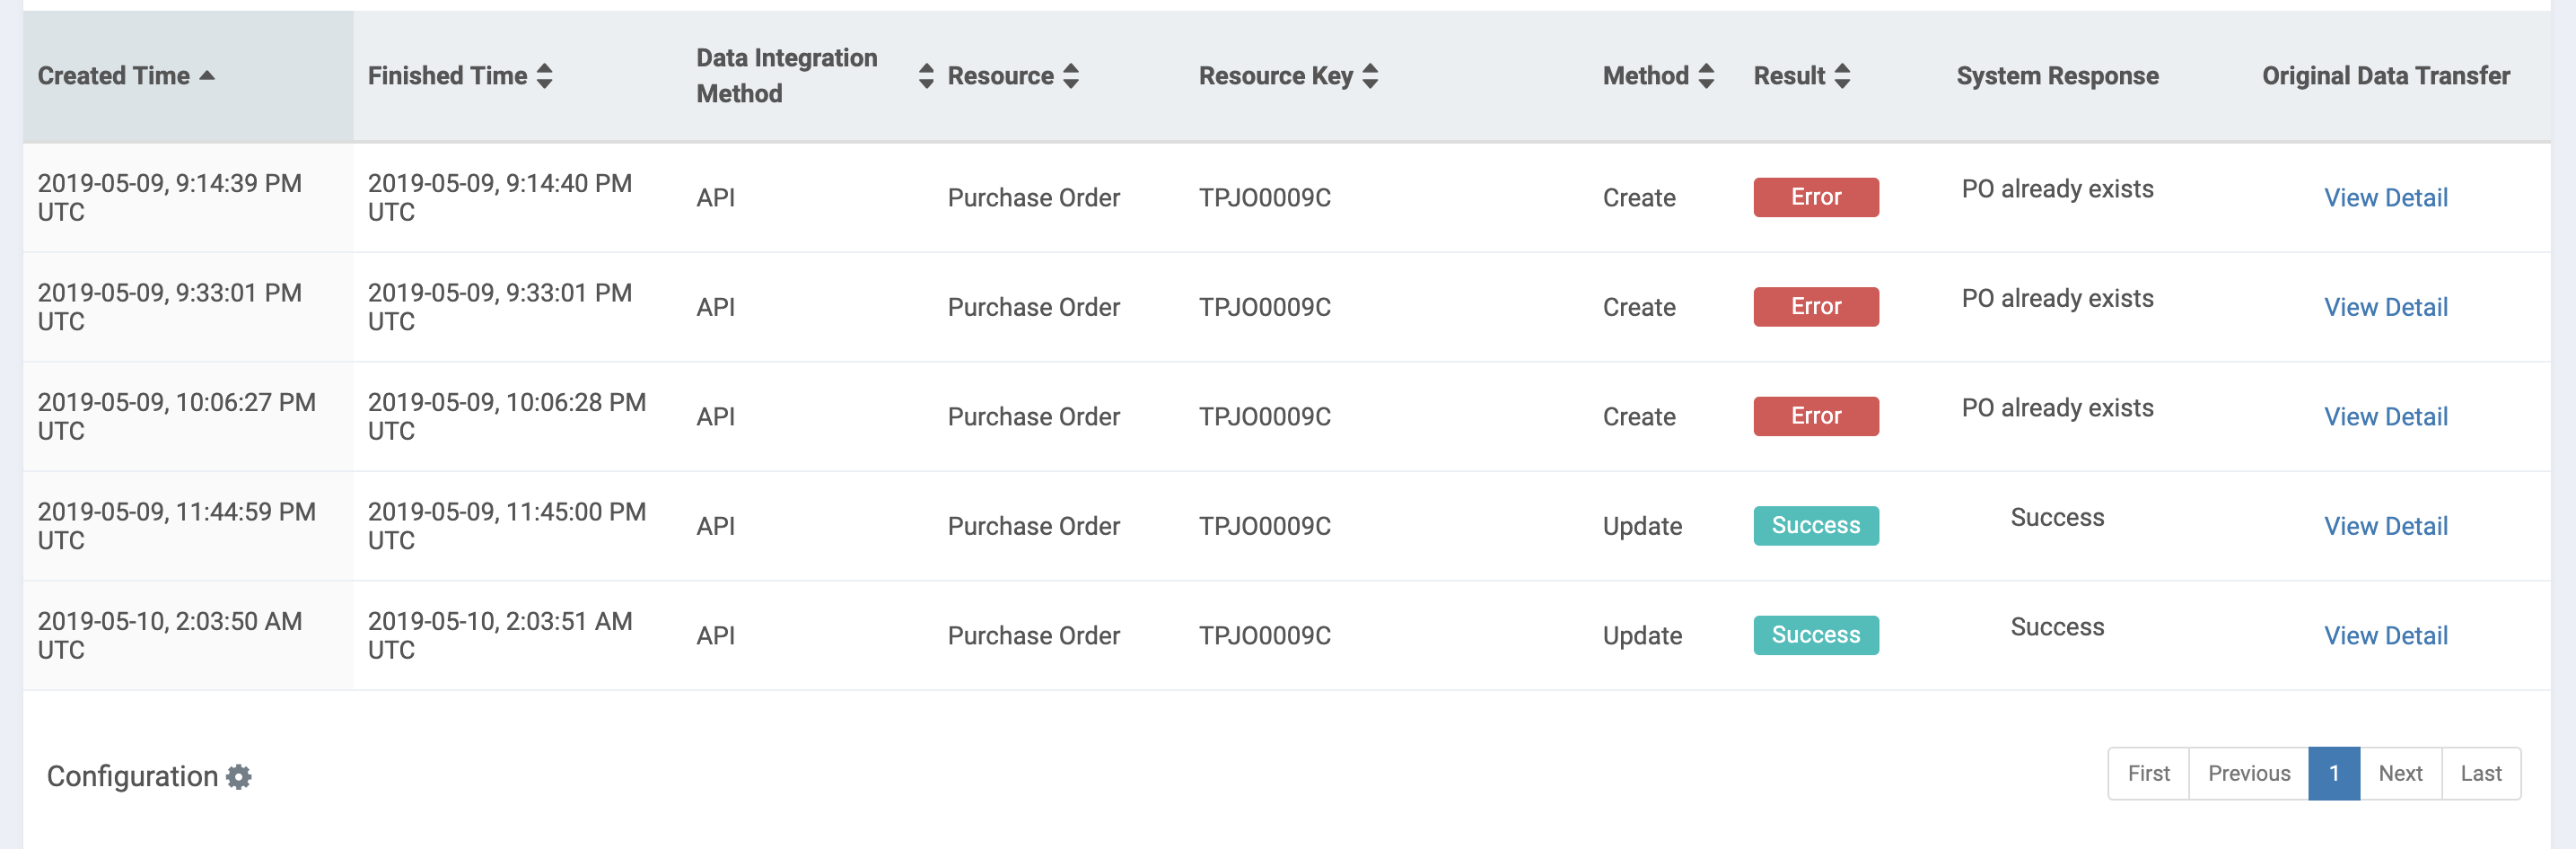 Created Time Finished Time Data Integration Method Resource Resource Key Method Result System Response Original Data Transfer
2019-05-09, 9:14:39 PM UTC 2019-05-09, 9:14:40 PM UTC API Purchase Order TPJO0009C Create Error PO already exists View Detail
2019-05-09, 9:33:01 PM UTC 2019-05-09, 9:33:01 PM UTC API Purchase Order TPJO0009C Create Error PO already exists View Detail
2019-05-09, 10:06:27 PM UTC 2019-05-09, 10:06:28 PM UTC API Purchase Order TPJO0009C Create Error PO already exists View Detail
2019-05-09, 11:44:59 PM UTC 2019-05-09, 11:45:00 PM UTC API Purchase Order TPJO0009C Update Success Success View Detail
2019-05-10, 2:03:50 AM UTC 2019-05-10, 2:03:51 AM UTC API Purchase Order TPJO0009C Update Success Success View Detail
Configuration First Previous 1 Next Last